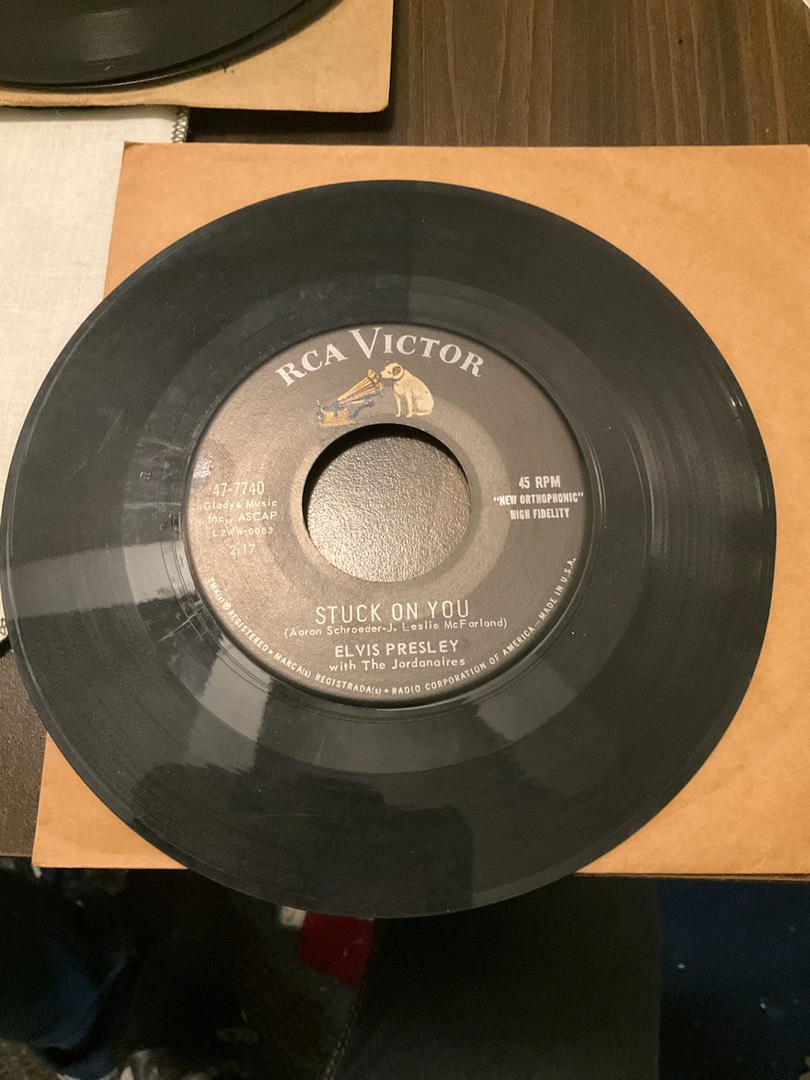 RCA VICTOR
47-7740
Gladys Music
Inc., ASCAP
L2WW-0083
2:17
45 RPM
"NEW ORTHOPHONIC"
HIGH FIDELITY
STUCK ON YOU
(Aaron Schroeder-J. Leslie McFarland)
ELVIS PRESLEY
with The Jordanaires
TMK(s) ® REGISTERED • MARCA(s) REGISTRADA(s) • RADIO CORPORATION OF AMERICA—MADE IN U.S.A.